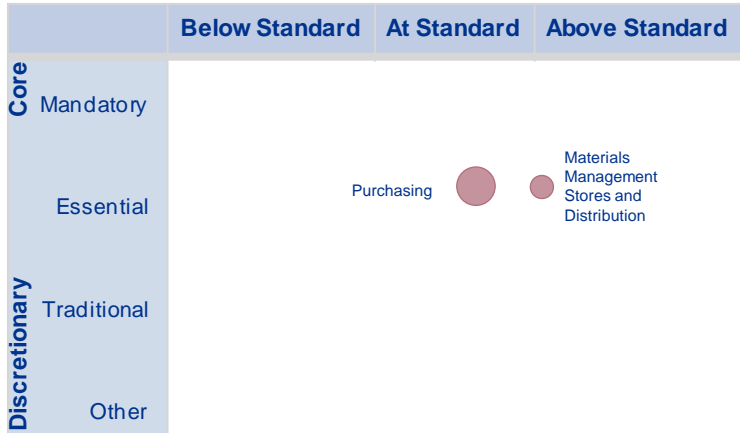 Below Standard
At Standard
Above Standard
Core
Mandatory
Essential
Discretionary
Traditional
Other
Purchasing
Materials
Management
Stores and
Distribution